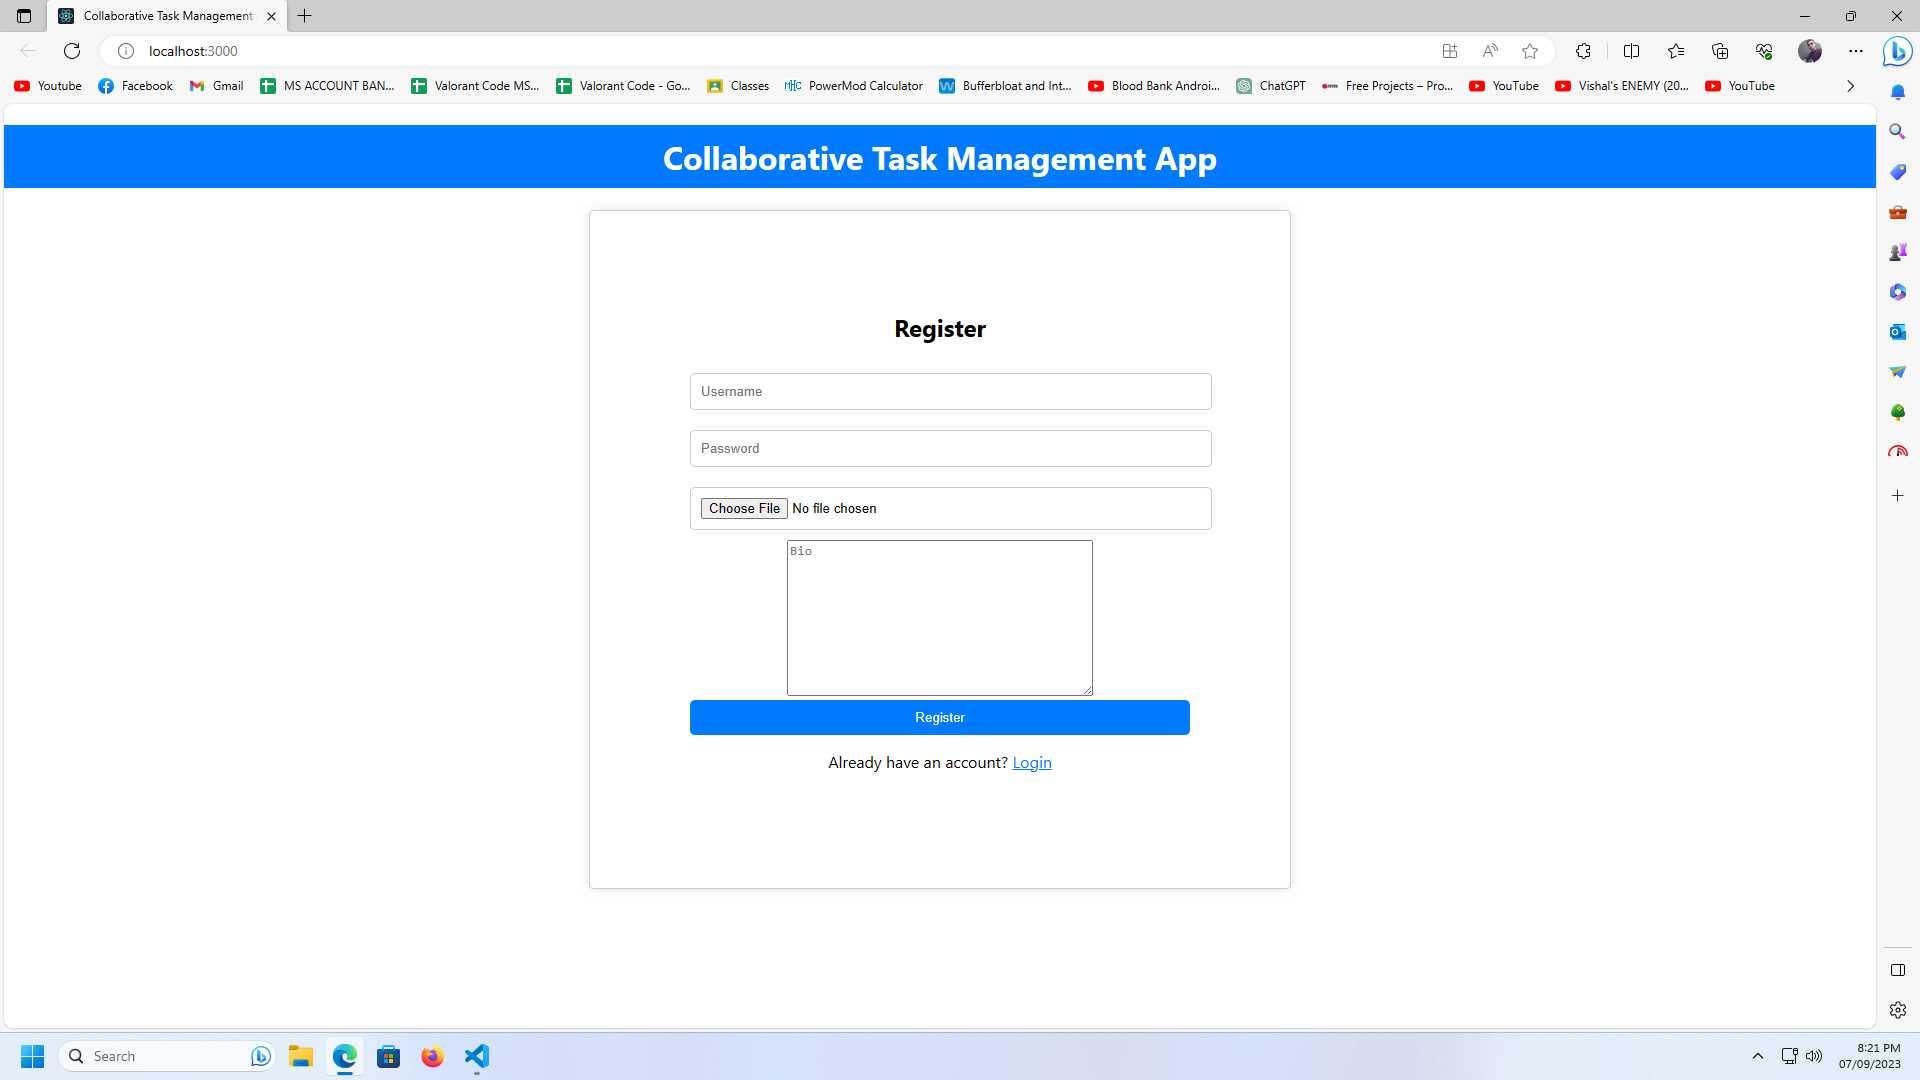 Collaborative Task Management
localhost:3000
Youtube
Facebook
Gmail
MS ACCOUNT BAN...
Valorant Code MS...
Valorant Code - Go...
Classes
PowerMod Calculator
Bufferbloat and Int...
Blood Bank Androi...
ChatGPT
Free Projects – Pro...
YouTube
Vishal's ENEMY (20...
YouTube
Collaborative Task Management App
Register
Username
Password
Choose File No file chosen
Bio
Register
Already have an account? Login
Search
8:21 PM
07/09/2023